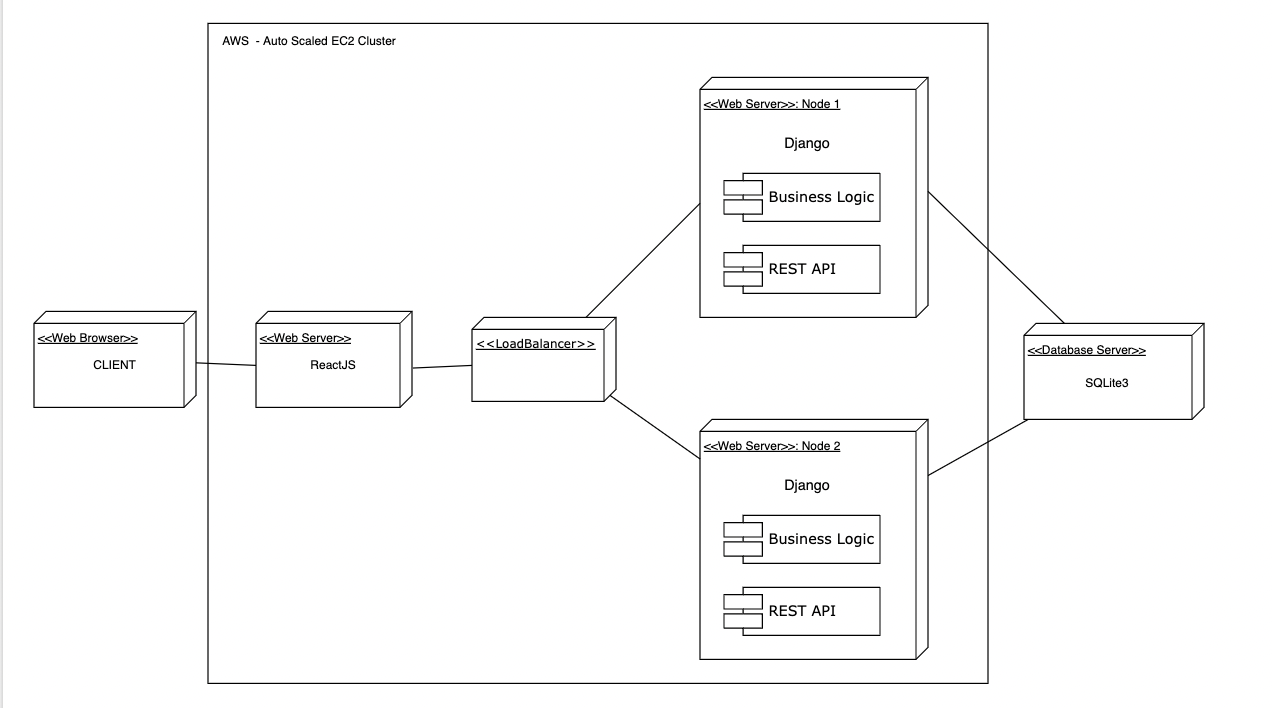 AWS - Auto Scaled EC2 Cluster
<<Web Server>>: Node 1
Django
Business Logic
REST API
<<Web Browser>>
CLIENT
<<Web Server>>
ReactJS
<<LoadBalancer>>
<<Database Server>>
SQLite3
<<Web Server>>: Node 2
Django
Business Logic
REST API